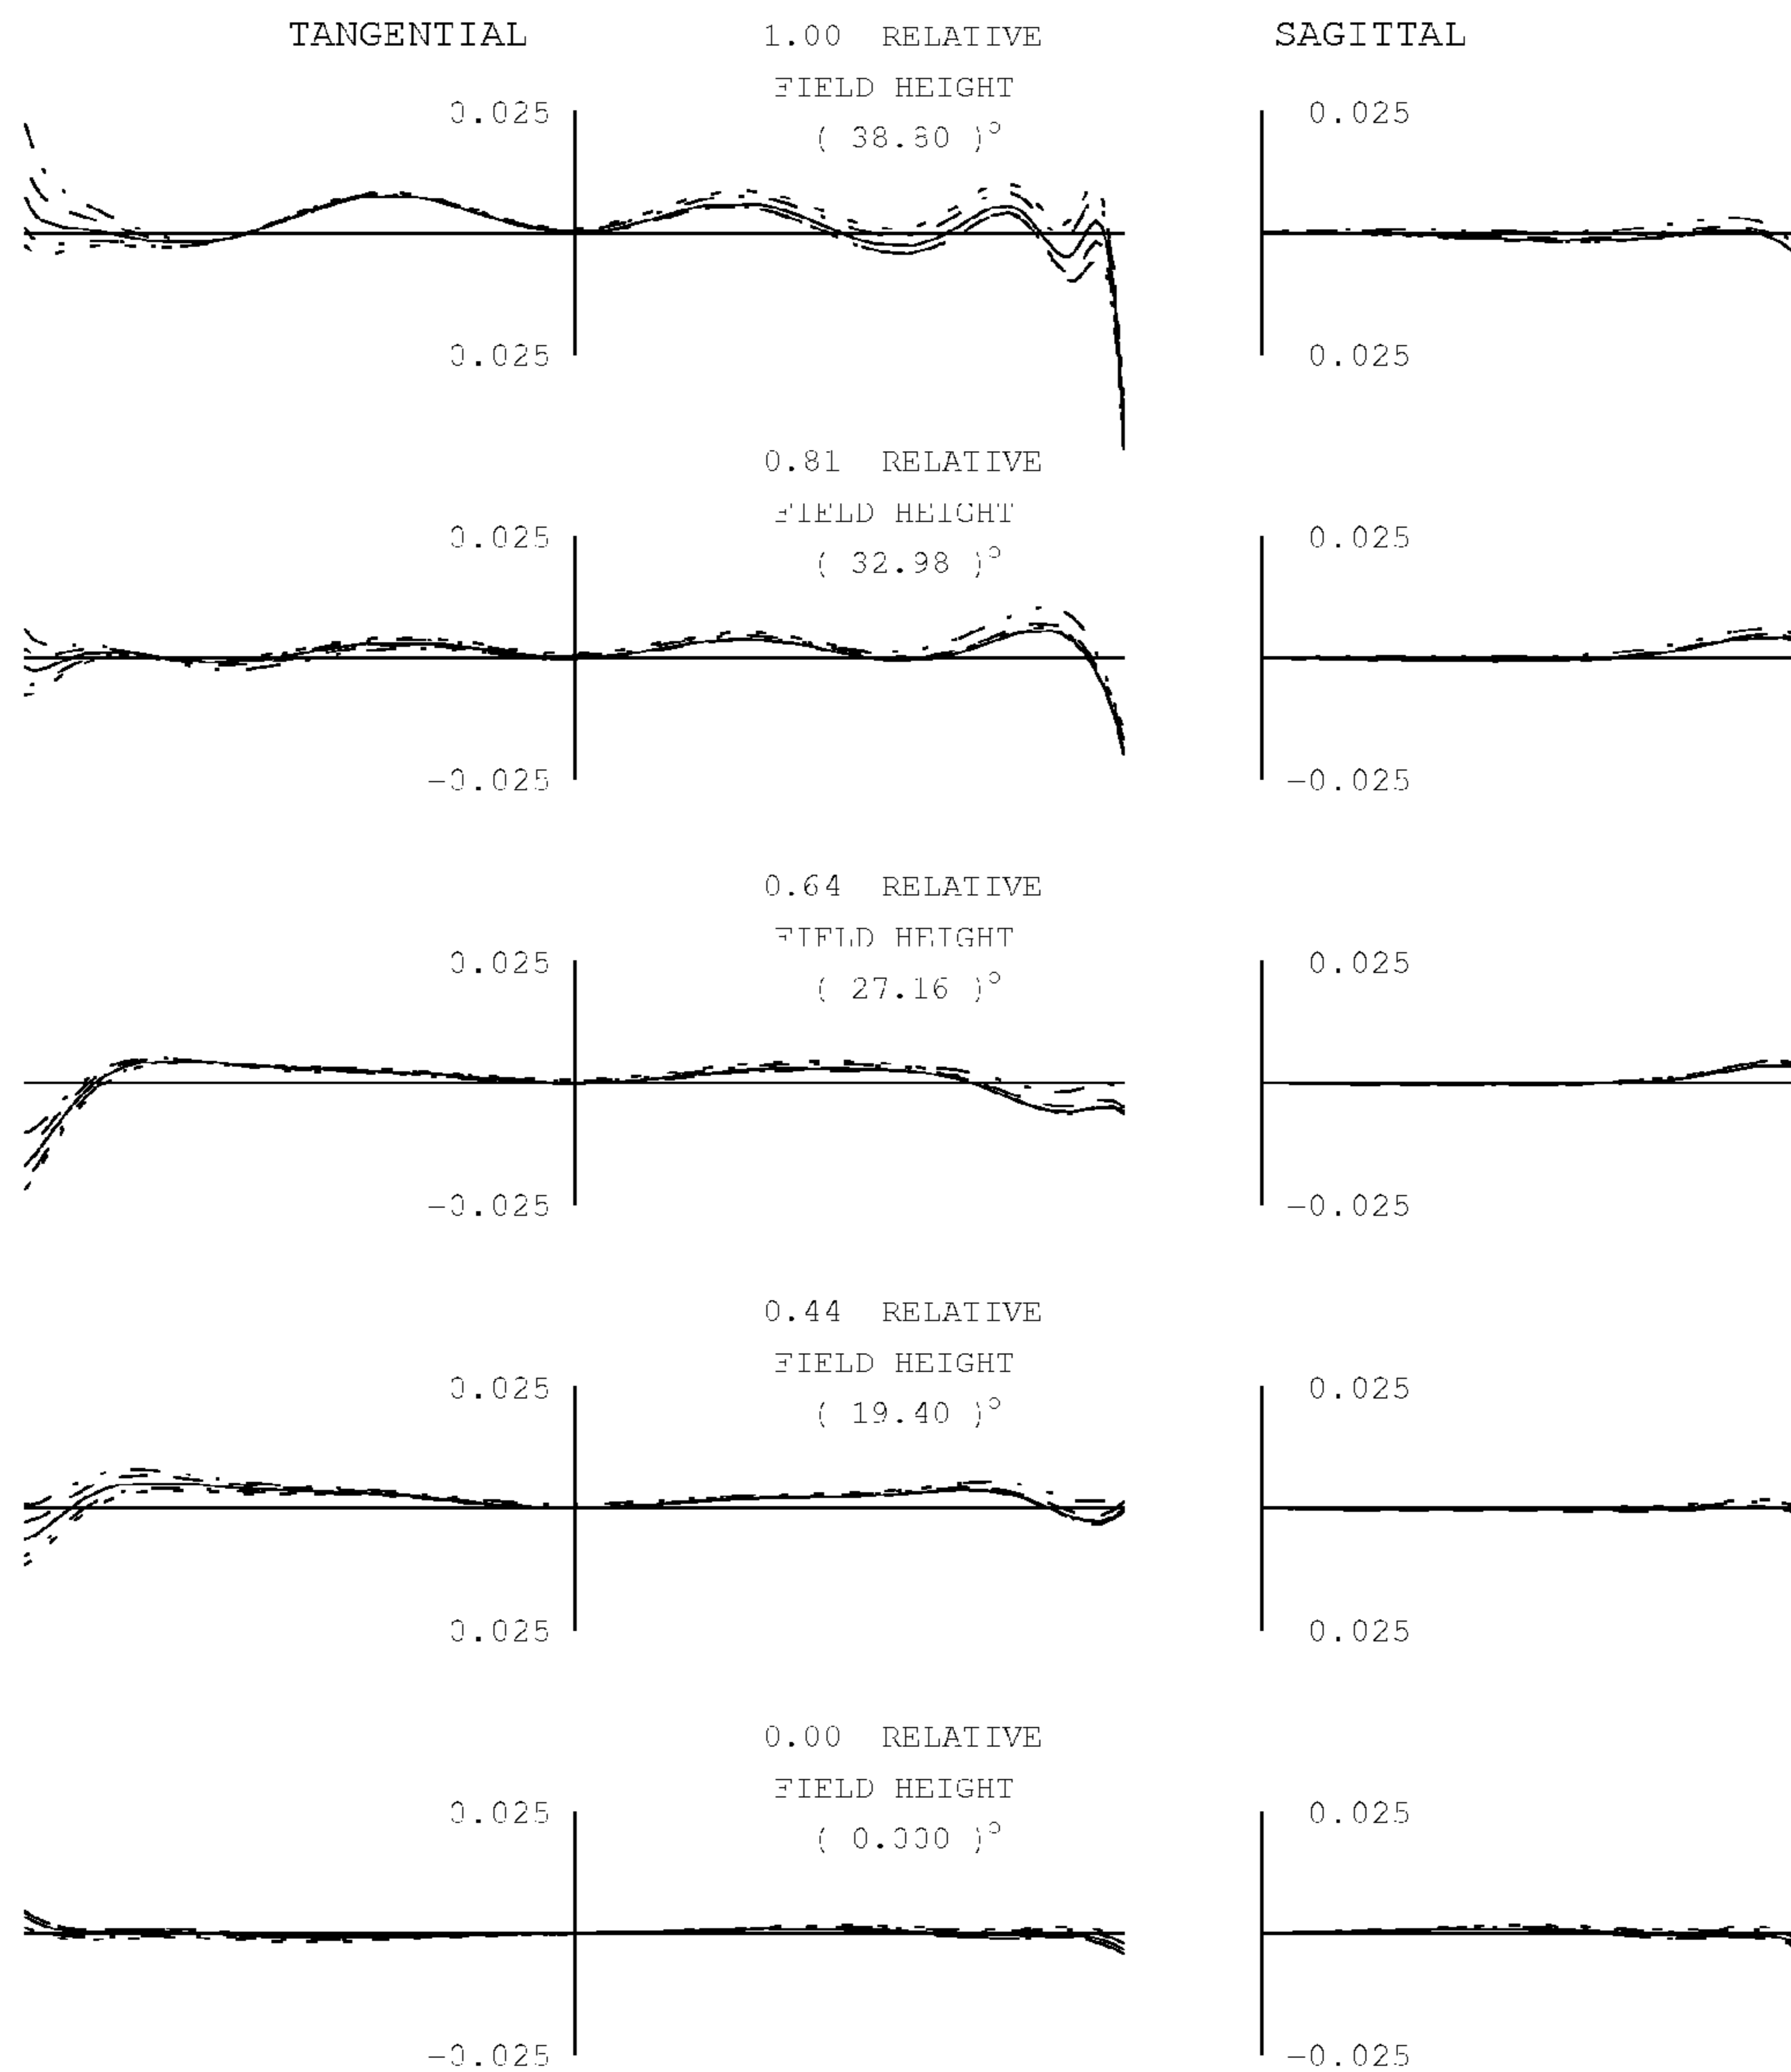 TANGENTIAL 1.00 RELATIVE SAGITTAL
FIELD HEIGHT
0.025 0.025
( 38.80 )°
0.025 0.025
0.81 RELATIVE
FIELD HEIGHT
0.025 0.025
( 32.98 )°
-0.025 -0.025
0.64 RELATIVE
FIELD HEIGHT
0.025 0.025
( 27.16 )°
-0.025 -0.025
0.44 RELATIVE
FIELD HEIGHT
0.025 0.025
( 19.40 )°
0.025 0.025
0.00 RELATIVE
FIELD HEIGHT
0.025 0.025
( 0.000 )°
-0.025 -0.025